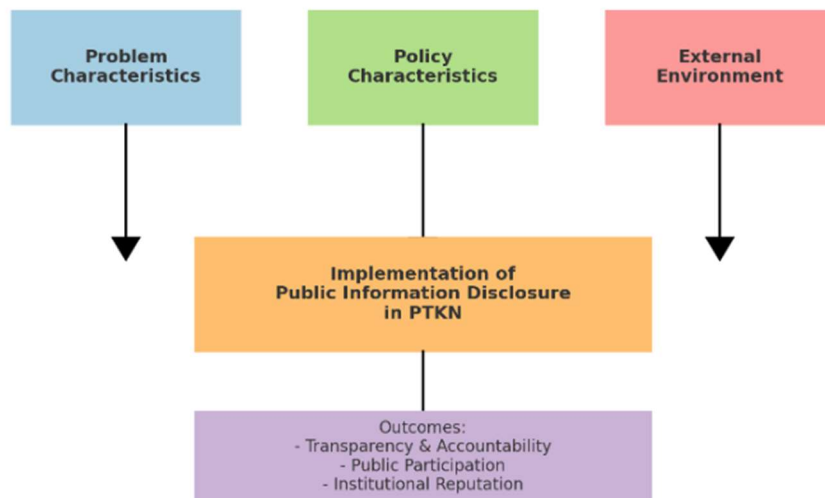 Problem
Characteristics
Policy
Characteristics
External
Environment
Implementation of
Public Information Disclosure
in PTKN
Outcomes:
- Transparency & Accountability
- Public Participation
- Institutional Reputation